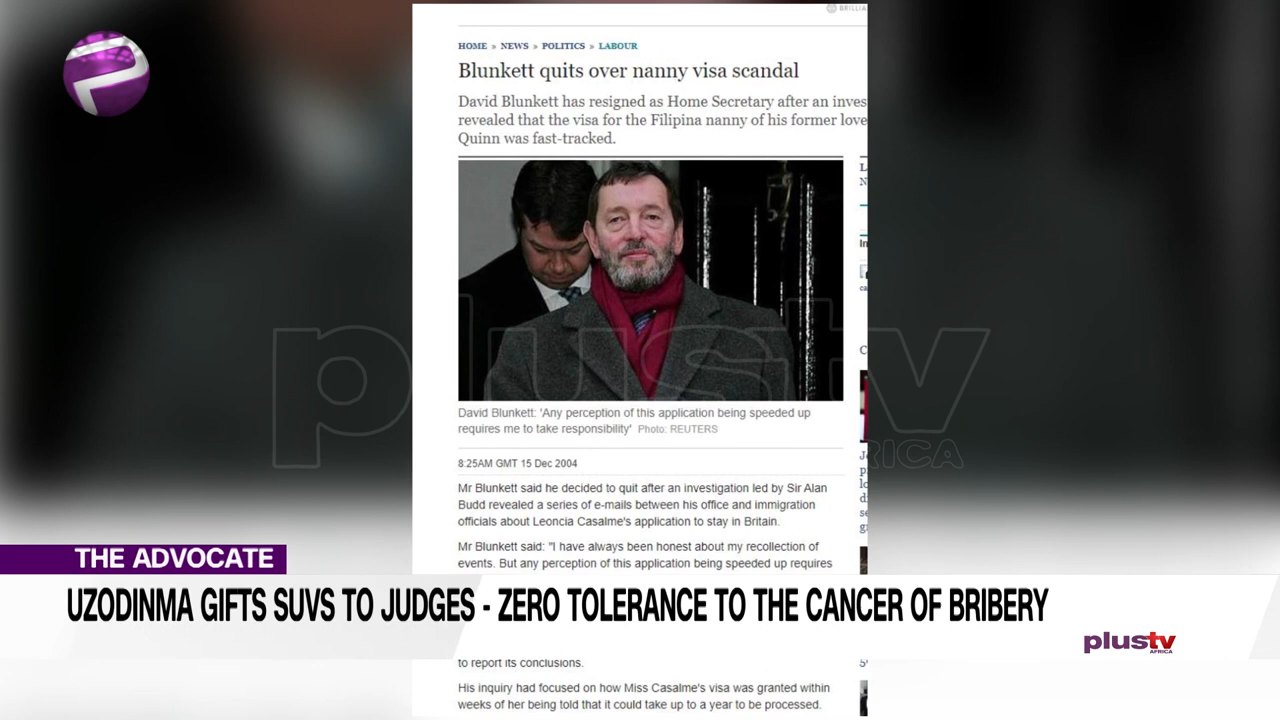 BRILLIA
HOME » NEWS » POLITICS » LABOUR
Blunkett quits over nanny visa scandal
David Blunkett has resigned as Home Secretary after an inves
revealed that the visa for the Filipina nanny of his former love
Quinn was fast-tracked.
plustv
AFRICA
David Blunkett: 'Any perception of this application being speeded up
requires me to take responsibility' Photo: REUTERS
8:25AM GMT 15 Dec 2004
Mr Blunkett said he decided to quit after an investigation led by Sir Alan
Budd revealed a series of e-mails between his office and immigration
officials about Leoncia Casalme's application to stay in Britain.
Mr Blunkett said: "I have always been honest about my recollection of
events. But any perception of this application being speeded up requires
THE ADVOCATE
UZODINMA GIFTS SUVS TO JUDGES - ZERO TOLERANCE TO THE CANCER OF BRIBERY
plustv
AFRICA
to report its conclusions.
His inquiry had focused on how Miss Casalme's visa was granted within
weeks of her being told that it could take up to a year to be processed.